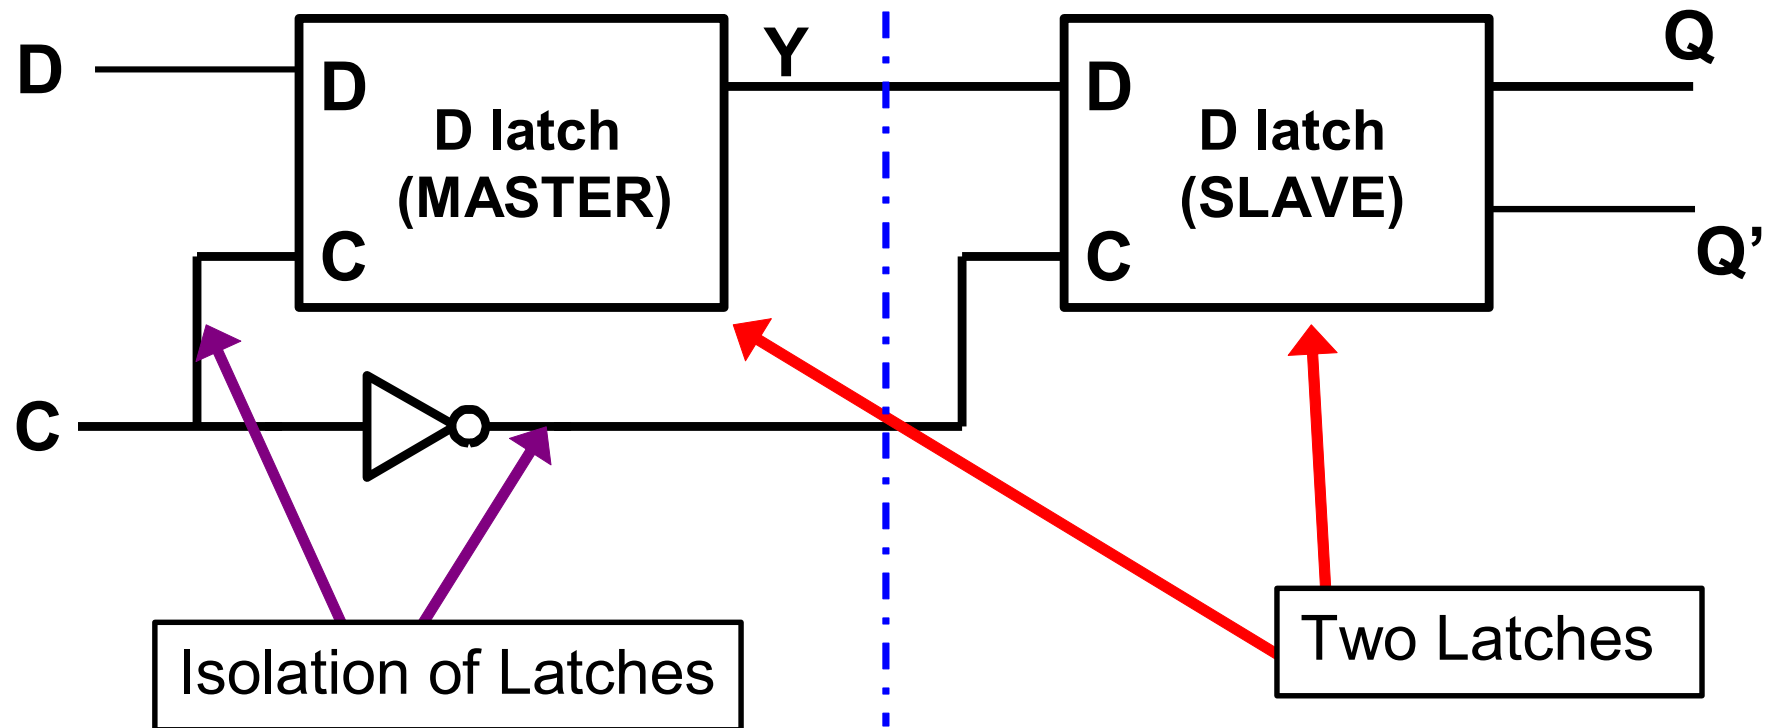 D
D
D latch
(MASTER)
C
Y
D
D latch
(SLAVE)
C
Q
Q’
C
Isolation of Latches
Two Latches